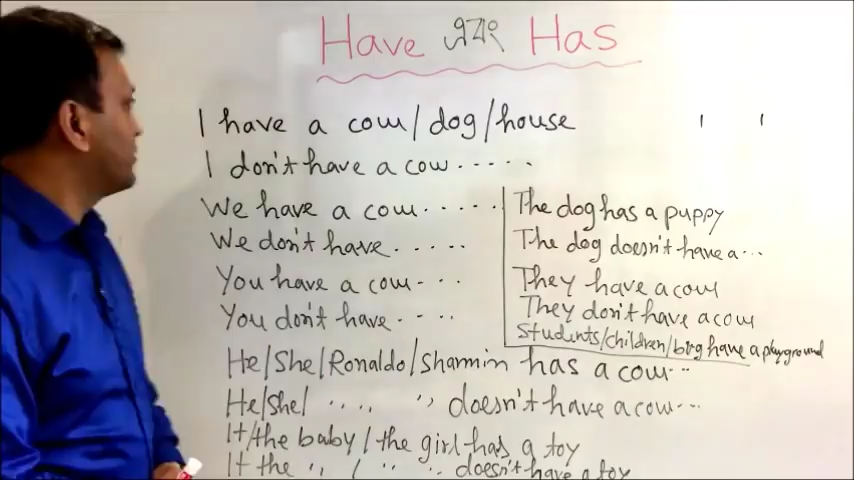 Have এবং Has
I have a cow/dog/house
I don't have a cow.....
We have a cow.....
We don't have.....
You have a cow...
You don't have....
The dog has a puppy
The dog doesn't have a...
They have a cow
They don't have a cow
Students/children/boys have a playground
He/She/Ronaldo/Sharmin has a cow...
He/She/ .... " doesn't have a cow...
It/the baby/the girl has a toy
It the " / " .. doesn't have a toy